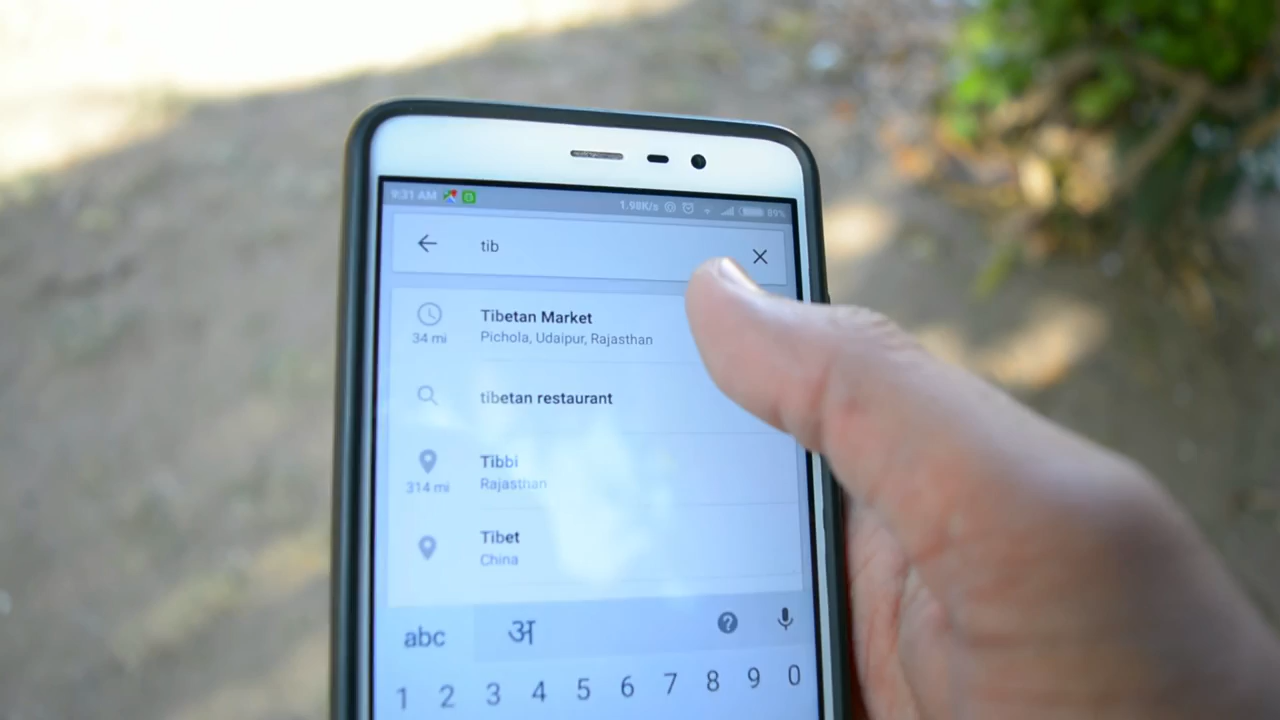 9:31 AM 1.98K/s 89%
tib
Tibetan Market
34 mi Pichola, Udaipur, Rajasthan
tibetan restaurant
Tibbi
314 mi Rajasthan
Tibet
China
abc अ
1 2 3 4 5 6 7 8 9 0